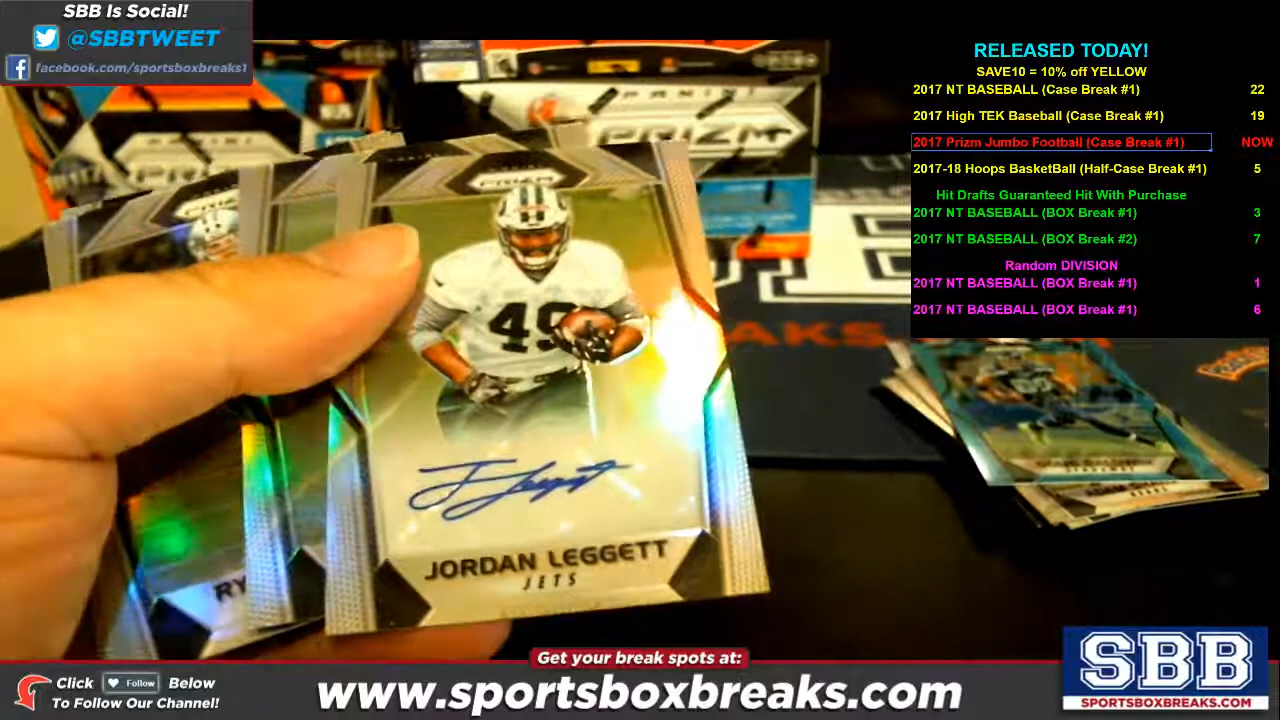 SBB Is Social!
@SBBTWEET
facebook.com/sportsboxbreaks1
RELEASED TODAY!
SAVE10 = 10% off YELLOW
2017 NT BASEBALL (Case Break #1) 22
2017 High TEK Baseball (Case Break #1) 19
2017 Prizm Jumbo Football (Case Break #1) NOW
2017-18 Hoops BasketBall (Half-Case Break #1) 5
Hit Drafts Guaranteed Hit With Purchase
2017 NT BASEBALL (BOX Break #1) 3
2017 NT BASEBALL (BOX Break #2) 7
Random DIVISION
2017 NT BASEBALL (BOX Break #1) 1
2017 NT BASEBALL (BOX Break #1) 6
PANINI
PRIZM
PRIZM
49
JORDAN LEGGETT
JETS
RY
Get your break spots at:
Click Follow Below
To Follow Our Channel!
www.sportsboxbreaks.com
SBB
SPORTSBOXBREAKS.COM